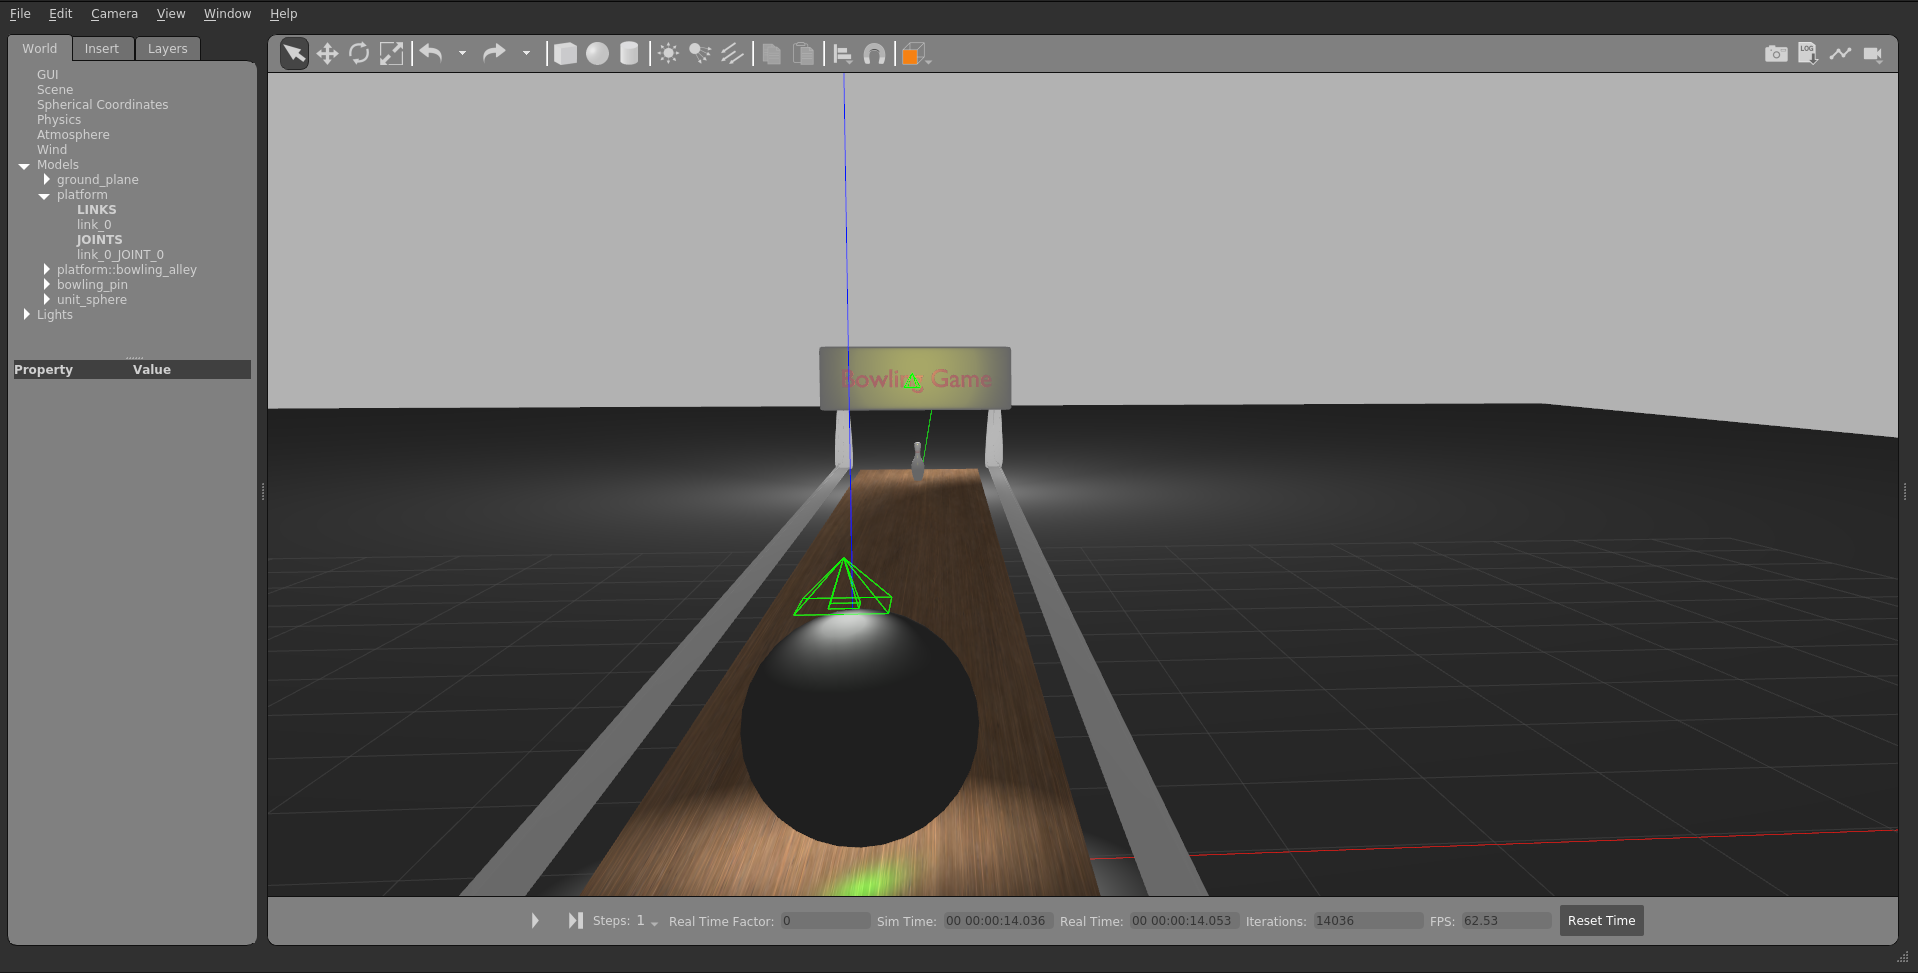 File Edit Camera View Window Help
World Insert Layers
GUI
Scene
Spherical Coordinates
Physics
Atmosphere
Wind
Models
ground_plane
platform
LINKS
link_0
JOINTS
link_0_JOINT_0
platform::bowling_alley
bowling_pin
unit_sphere
Lights
Property Value
LOG
Bowling Game
Steps: 1 Real Time Factor: 0 Sim Time: 00 00:00:14.036 Real Time: 00 00:00:14.053 Iterations: 14036 FPS: 62.53 Reset Time